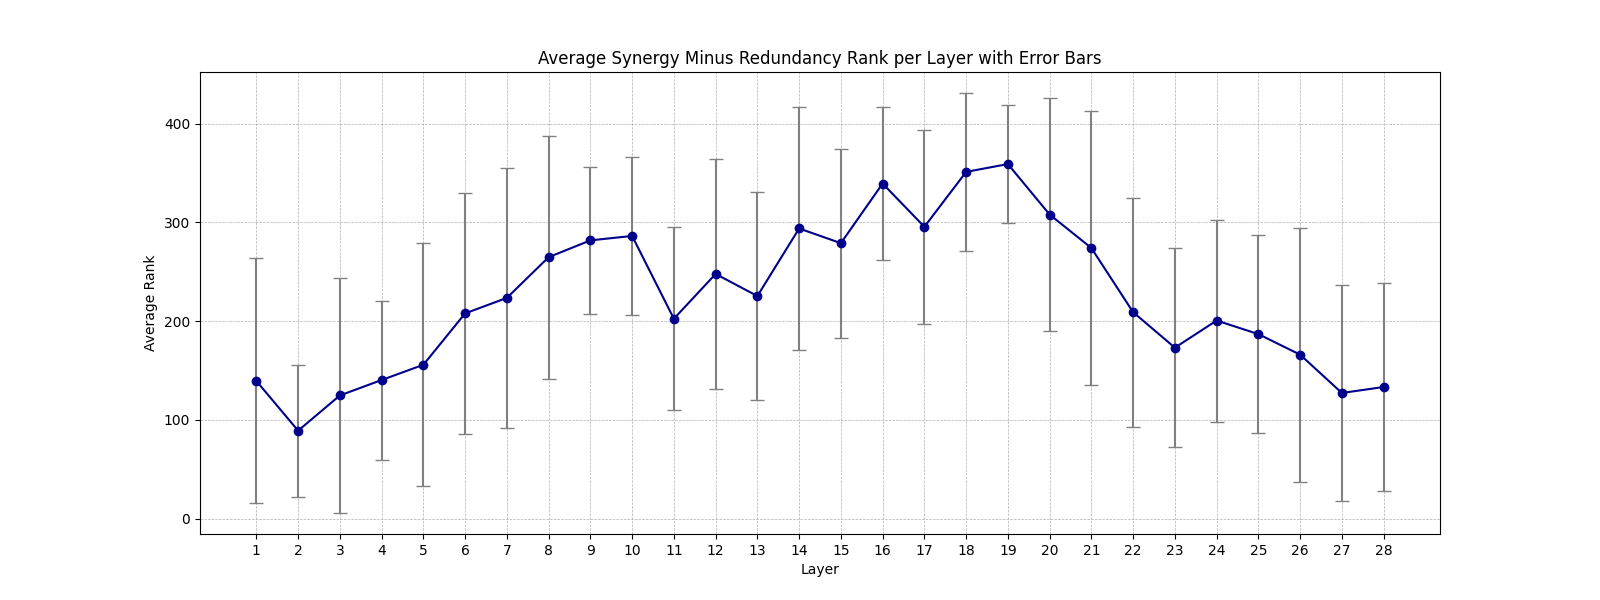 Average Synergy Minus Redundancy Rank per Layer with Error Bars
Average Rank
400
300
200
100
0
1 2 3 4 5 6 7 8 9 10 11 12 13 14 15 16 17 18 19 20 21 22 23 24 25 26 27 28
Layer